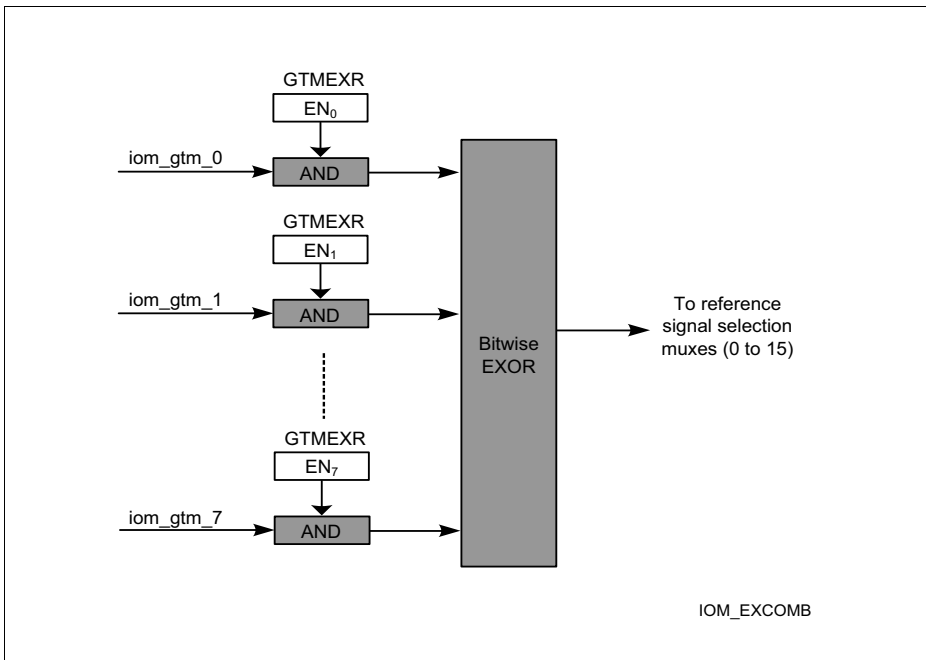 GTMEXR
EN₀
iom_gtm_0
AND
GTMEXR
EN₁
iom_gtm_1
AND
To reference
signal selection
muxes (0 to 15)
Bitwise
EXOR
GTMEXR
EN₇
iom_gtm_7
AND
IOM_EXCOMB